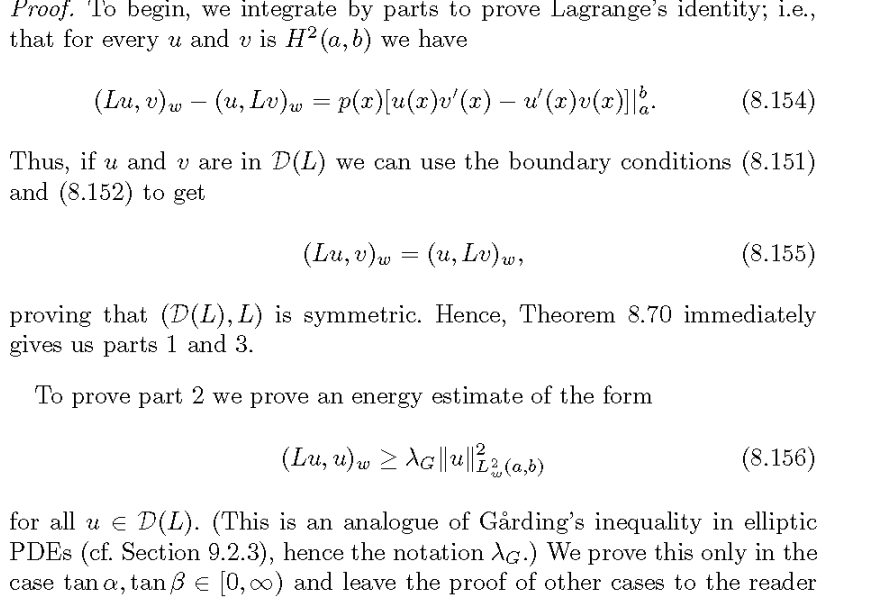 Proof. To begin, we integrate by parts to prove Lagrange's identity; i.e.,
that for every u and v is H²(a, b) we have
(Lu, v)_w − (u, Lv)_w = p(x)[u(x)v′(x) − u′(x)v(x)]|_a^b. (8.154)
Thus, if u and v are in 𝒟(L) we can use the boundary conditions (8.151)
and (8.152) to get
(Lu, v)_w = (u, Lv)_w, (8.155)
proving that (𝒟(L), L) is symmetric. Hence, Theorem 8.70 immediately
gives us parts 1 and 3.
To prove part 2 we prove an energy estimate of the form
(Lu, u)_w ≥ λ_G‖u‖²_{L²_w(a,b)} (8.156)
for all u ∈ 𝒟(L). (This is an analogue of Gårding's inequality in elliptic
PDEs (cf. Section 9.2.3), hence the notation λ_G.) We prove this only in the
case tan α, tan β ∈ [0, ∞) and leave the proof of other cases to the reader